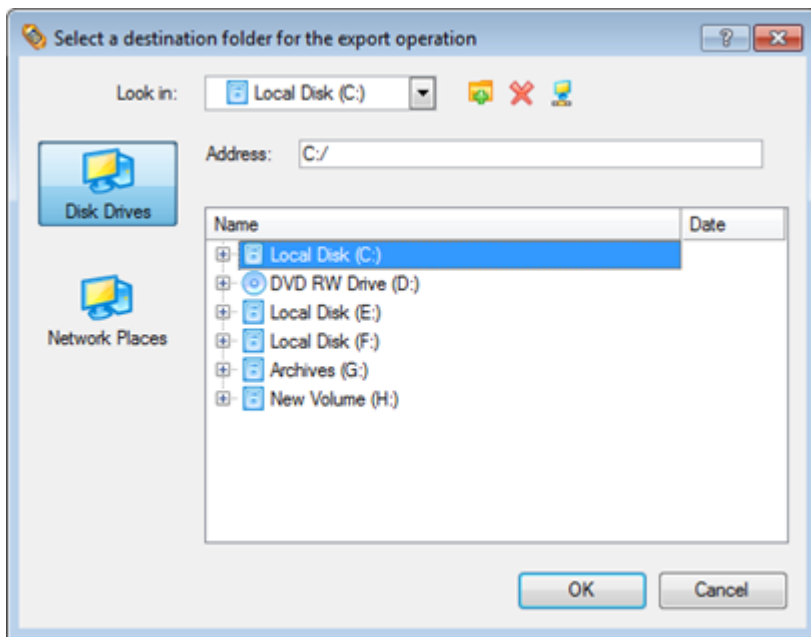 Select a destination folder for the export operation
Look in: Local Disk (C:)
Address: C:/
Disk Drives
Network Places
Name Date
Local Disk (C:)
DVD RW Drive (D:)
Local Disk (E:)
Local Disk (F:)
Archives (G:)
New Volume (H:)
OK Cancel